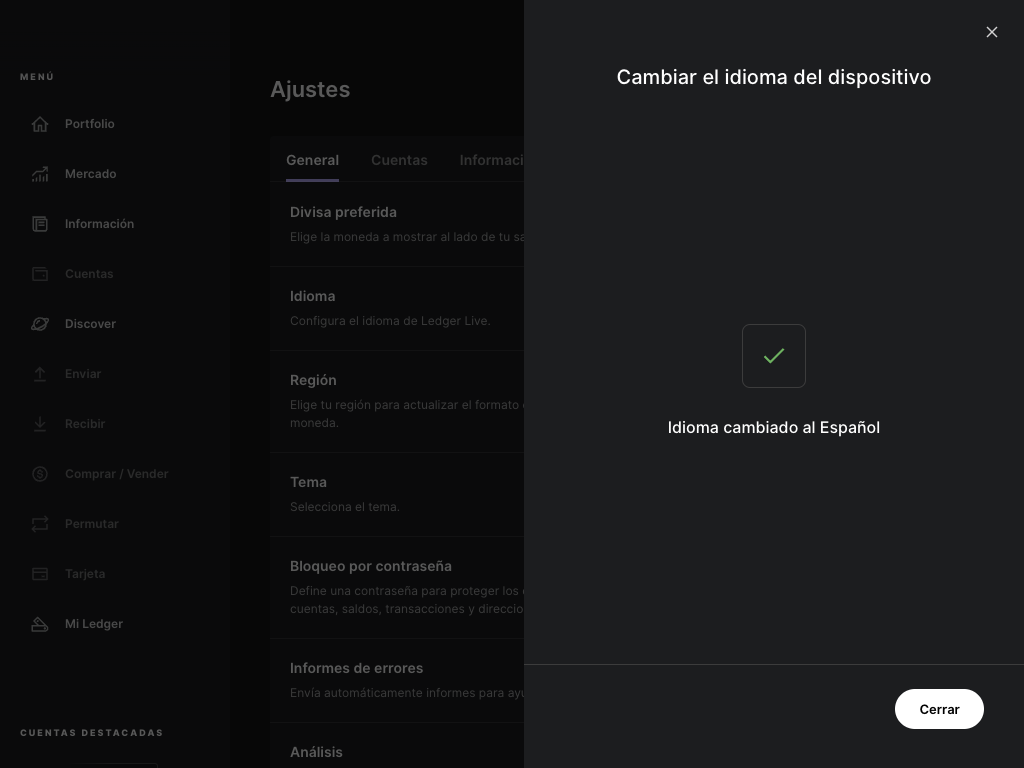 MENÚ
Portfolio
Mercado
Información
Cuentas
Discover
Enviar
Recibir
Comprar / Vender
Permutar
Tarjeta
Mi Ledger
CUENTAS DESTACADAS
Ajustes
General
Cuentas
Informaci
Divisa preferida
Elige la moneda a mostrar al lado de tu sa
Idioma
Configura el idioma de Ledger Live.
Región
Elige tu región para actualizar el formato
moneda.
Tema
Selecciona el tema.
Bloqueo por contraseña
Define una contraseña para proteger los
cuentas, saldos, transacciones y direccio
Informes de errores
Envía automáticamente informes para ayu
Análisis
Cambiar el idioma del dispositivo
Idioma cambiado al Español
Cerrar